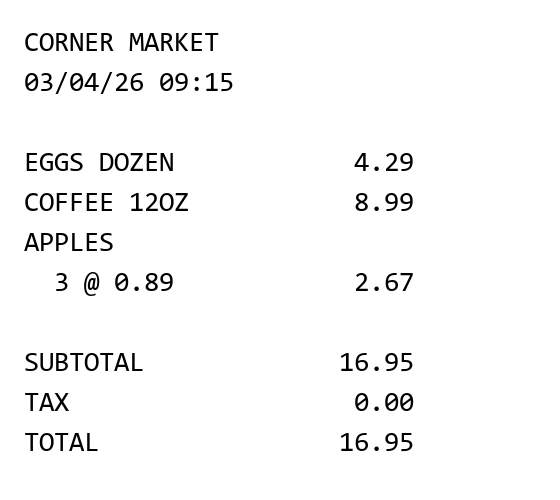 CORNER MARKET
03/04/26 09:15
EGGS DOZEN 4.29
COFFEE 12OZ 8.99
APPLES
3 @ 0.89 2.67
SUBTOTAL 16.95
TAX 0.00
TOTAL 16.95